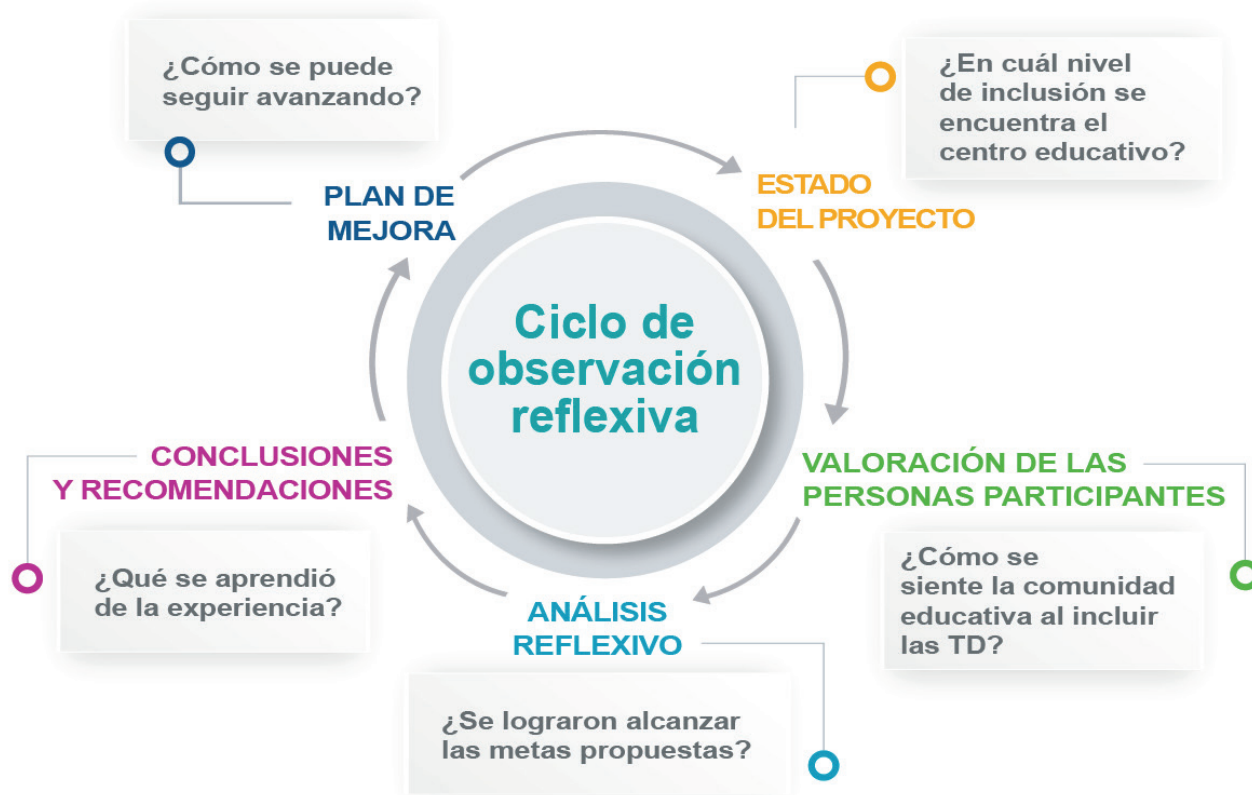 ¿Cómo se puede
seguir avanzando?
¿En cuál nivel
de inclusión se
encuentra el
centro educativo?
PLAN DE
MEJORA
ESTADO
DEL PROYECTO
Ciclo de
observación
reflexiva
CONCLUSIONES
Y RECOMENDACIONES
VALORACIÓN DE LAS
PERSONAS PARTICIPANTES
¿Qué se aprendió
de la experiencia?
¿Cómo se
siente la comunidad
educativa al incluir
las TD?
ANÁLISIS
REFLEXIVO
¿Se lograron alcanzar
las metas propuestas?